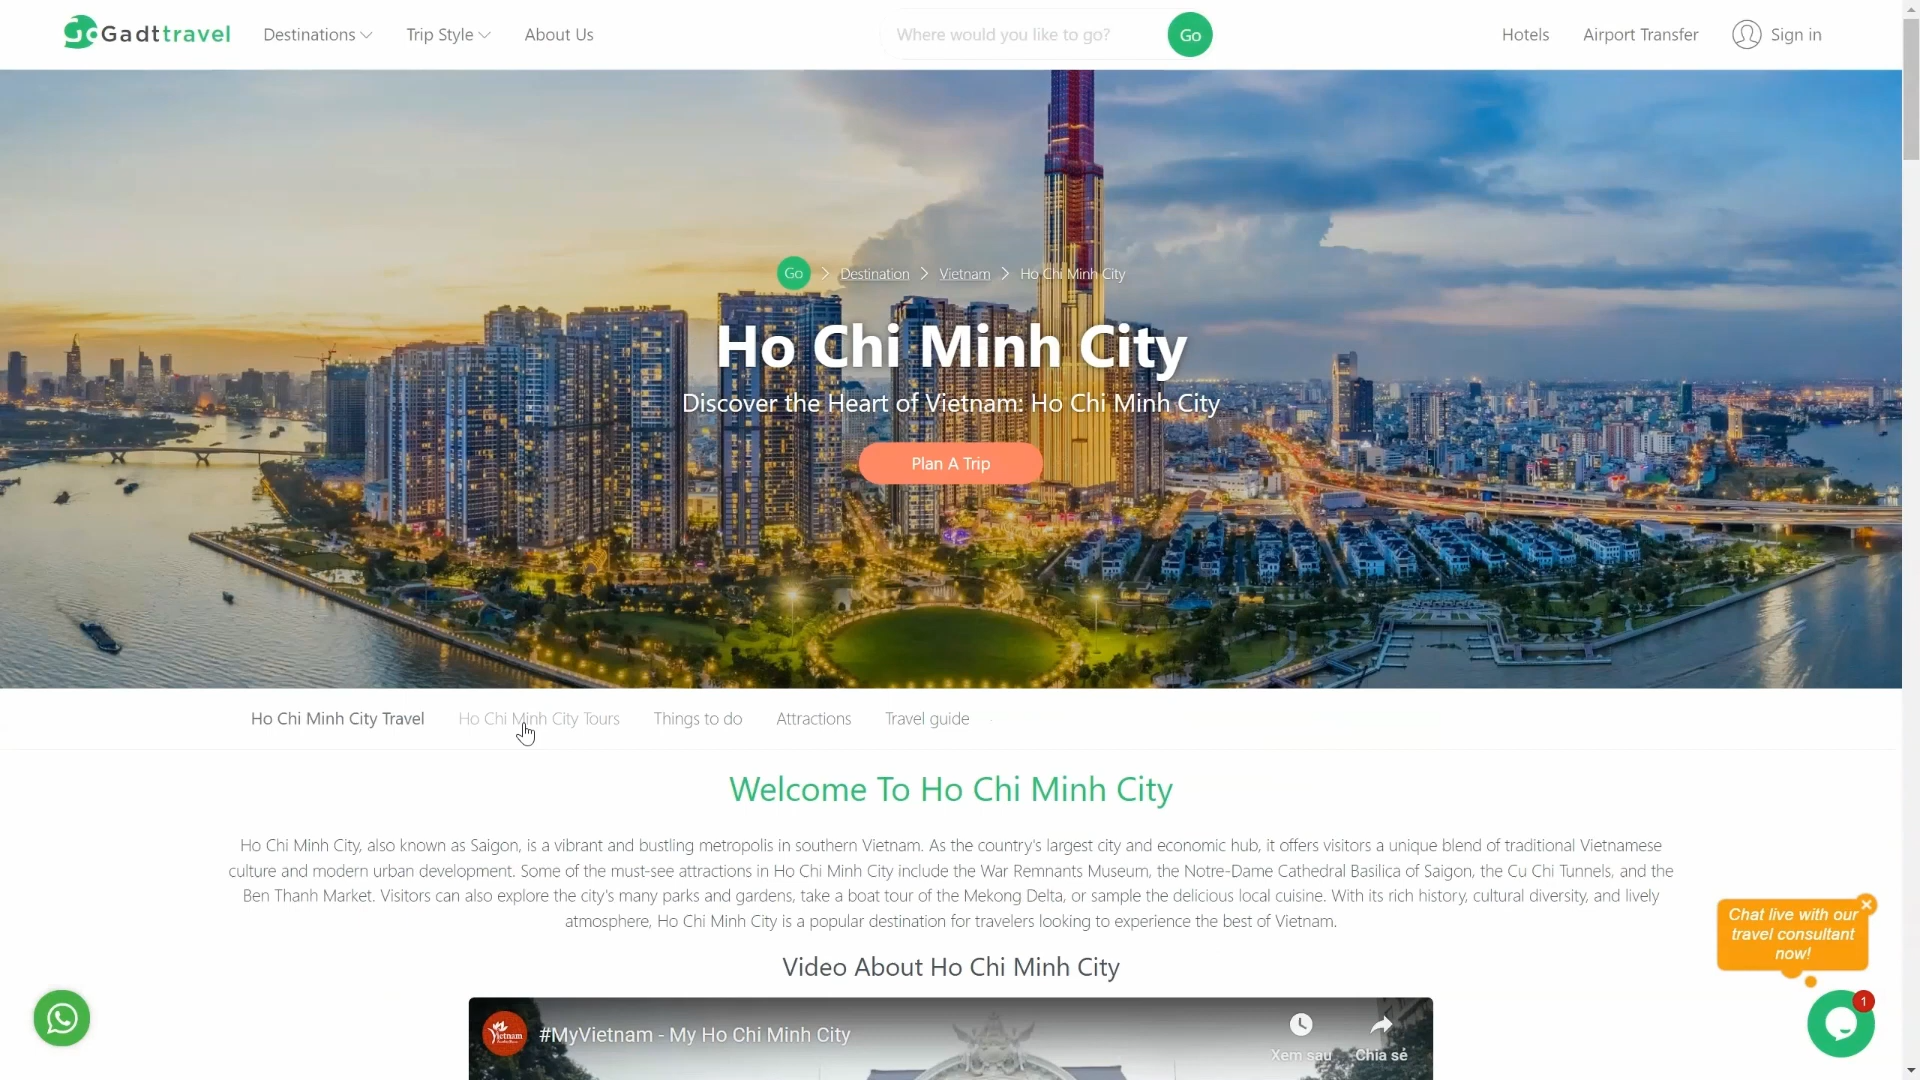 GoGadttravel
Destinations
Trip Style
About Us
Where would you like to go?
Go
Hotels
Airport Transfer
Sign in
Go
Destination
Vietnam
Ho Chi Minh City
Ho Chi Minh City
Discover the Heart of Vietnam: Ho Chi Minh City
Plan A Trip
Ho Chi Minh City Travel
Ho Chi Minh City Tours
Things to do
Attractions
Travel guide
Welcome To Ho Chi Minh City
Ho Chi Minh City, also known as Saigon, is a vibrant and bustling metropolis in southern Vietnam. As the country's largest city and economic hub, it offers visitors a unique blend of traditional Vietnamese
culture and modern urban development. Some of the must-see attractions in Ho Chi Minh City include the War Remnants Museum, the Notre-Dame Cathedral Basilica of Saigon, the Cu Chi Tunnels, and the
Ben Thanh Market. Visitors can also explore the city's many parks and gardens, take a boat tour of the Mekong Delta, or sample the delicious local cuisine. With its rich history, cultural diversity, and lively
atmosphere, Ho Chi Minh City is a popular destination for travelers looking to experience the best of Vietnam.
Chat live with our
travel consultant
now!
Video About Ho Chi Minh City
Vietnam
#MyVietnam - My Ho Chi Minh City
Xem sau
Chia sẻ
1